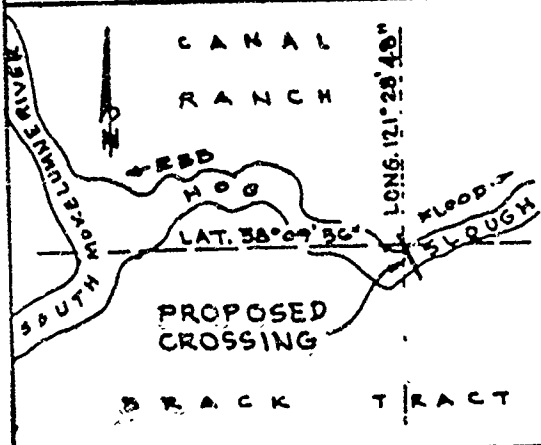 CANAL
RANCH
SOUTH MOKELUMNE RIVER
N
← EBB
HOG
LONG. 121°28'48"
FLOOD →
SLOUGH
LAT. 38°09'56"
PROPOSED
CROSSING
BRACK TRACT